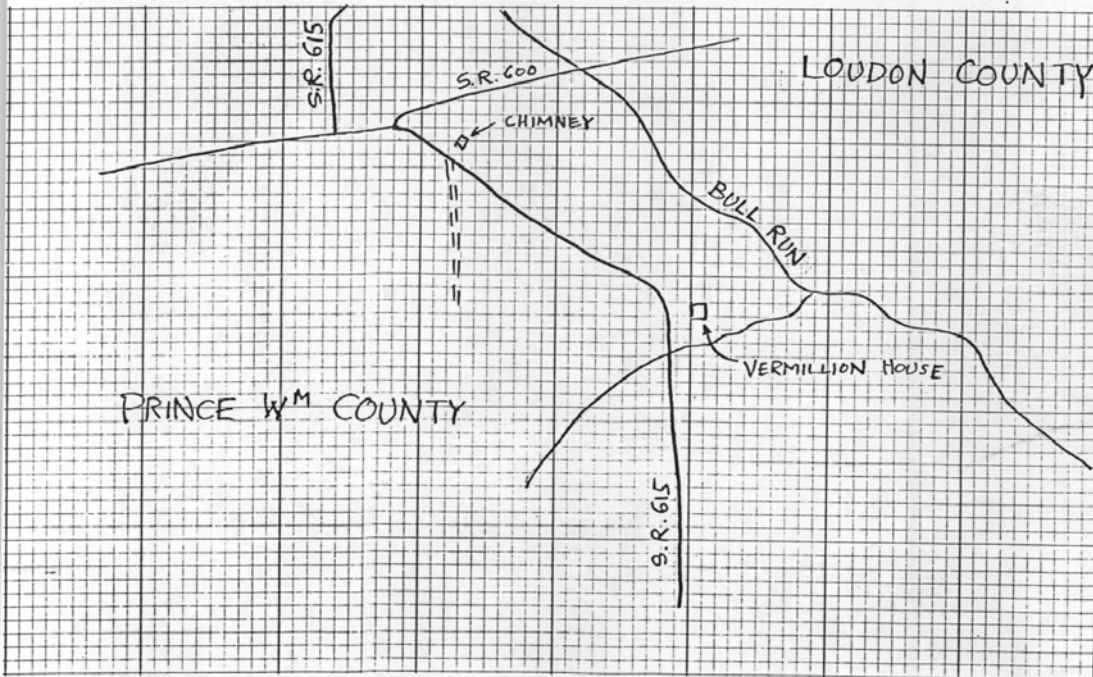 S.R. 615
S.R. 600
LOUDON COUNTY
CHIMNEY
BULL RUN
VERMILLION HOUSE
PRINCE Wᴹ COUNTY
S.R. 615